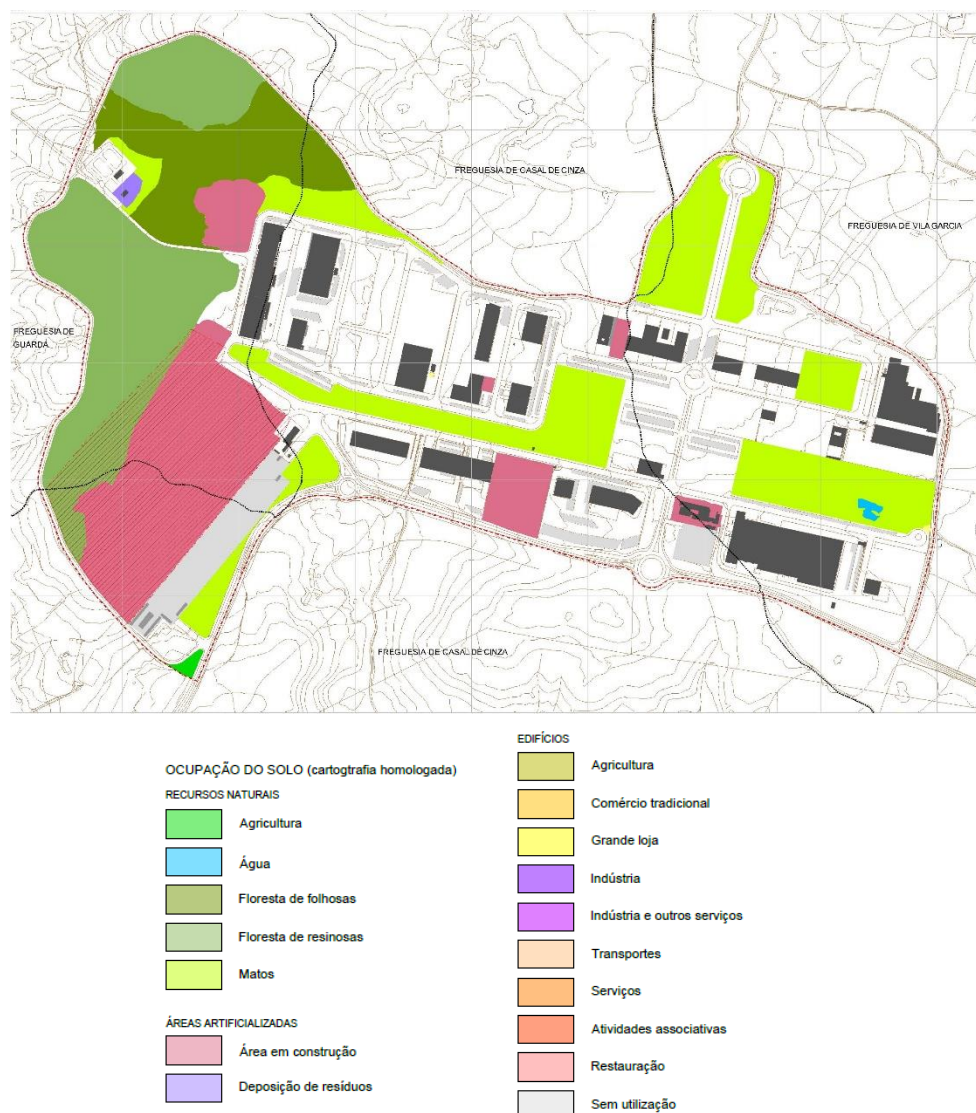 FREGUESIA DE CASAL DE CINZA
FREGUESIA DE VILA GARCIA
FREGUESIA DE
GUARDA
FREGUESIA DE CASAL DE CINZA
OCUPAÇÃO DO SOLO (cartogtrafia homologada)
RECURSOS NATURAIS
Agricultura
Água
Floresta de folhosas
Floresta de resinosas
Matos
ÁREAS ARTIFICIALIZADAS
Área em construção
Deposição de resíduos
EDIFÍCIOS
Agricultura
Comércio tradicional
Grande loja
Indústria
Indústria e outros serviços
Transportes
Serviços
Atividades associativas
Restauração
Sem utilização